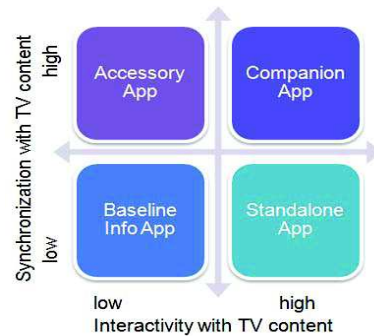 Synchronization with TV content
high
low
Accessory
App
Companion
App
Baseline
Info App
Standalone
App
low high
Interactivity with TV content